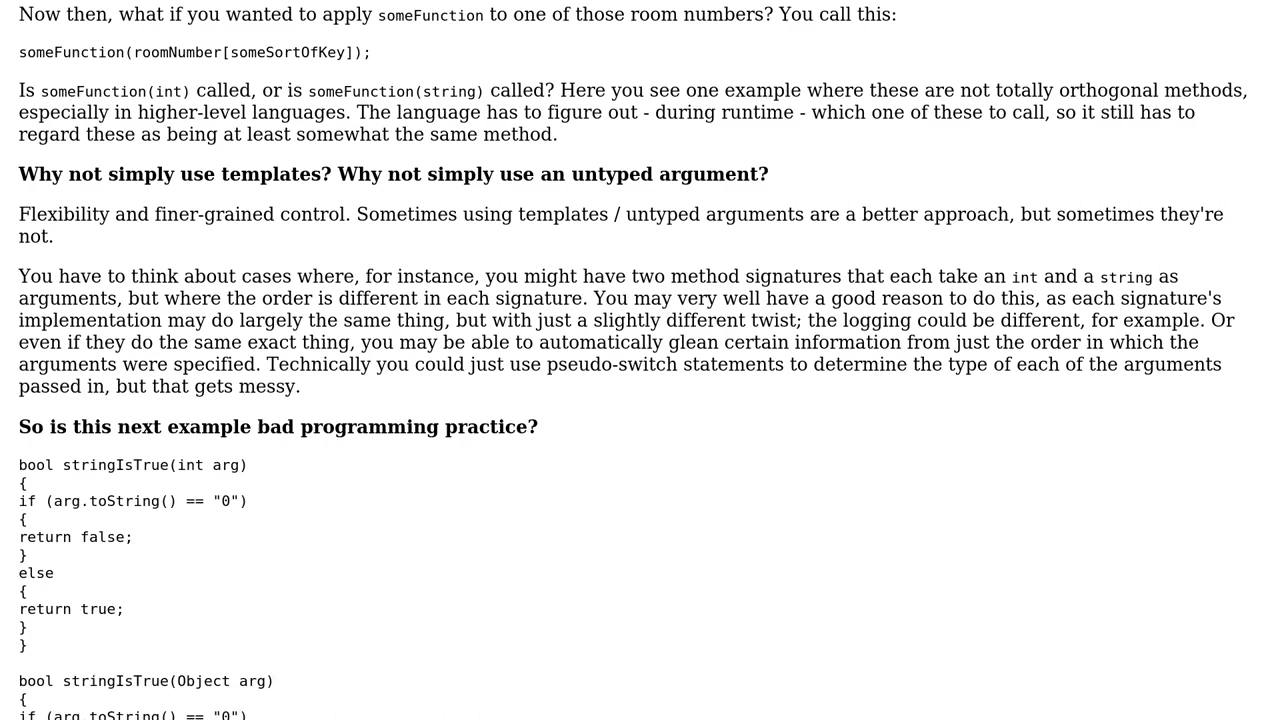 Now then, what if you wanted to apply someFunction to one of those room numbers? You call this:
someFunction(roomNumber[someSortOfKey]);
Is someFunction(int) called, or is someFunction(string) called? Here you see one example where these are not totally orthogonal methods,
especially in higher-level languages. The language has to figure out - during runtime - which one of these to call, so it still has to
regard these as being at least somewhat the same method.
Why not simply use templates? Why not simply use an untyped argument?
Flexibility and finer-grained control. Sometimes using templates / untyped arguments are a better approach, but sometimes they're
not.
You have to think about cases where, for instance, you might have two method signatures that each take an int and a string as
arguments, but where the order is different in each signature. You may very well have a good reason to do this, as each signature's
implementation may do largely the same thing, but with just a slightly different twist; the logging could be different, for example. Or
even if they do the same exact thing, you may be able to automatically glean certain information from just the order in which the
arguments were specified. Technically you could just use pseudo-switch statements to determine the type of each of the arguments
passed in, but that gets messy.
So is this next example bad programming practice?
bool stringIsTrue(int arg)
{
if (arg.toString() == "0")
{
return false;
}
else
{
return true;
}
}
bool stringIsTrue(Object arg)
{
if (arg.toString() == "0")